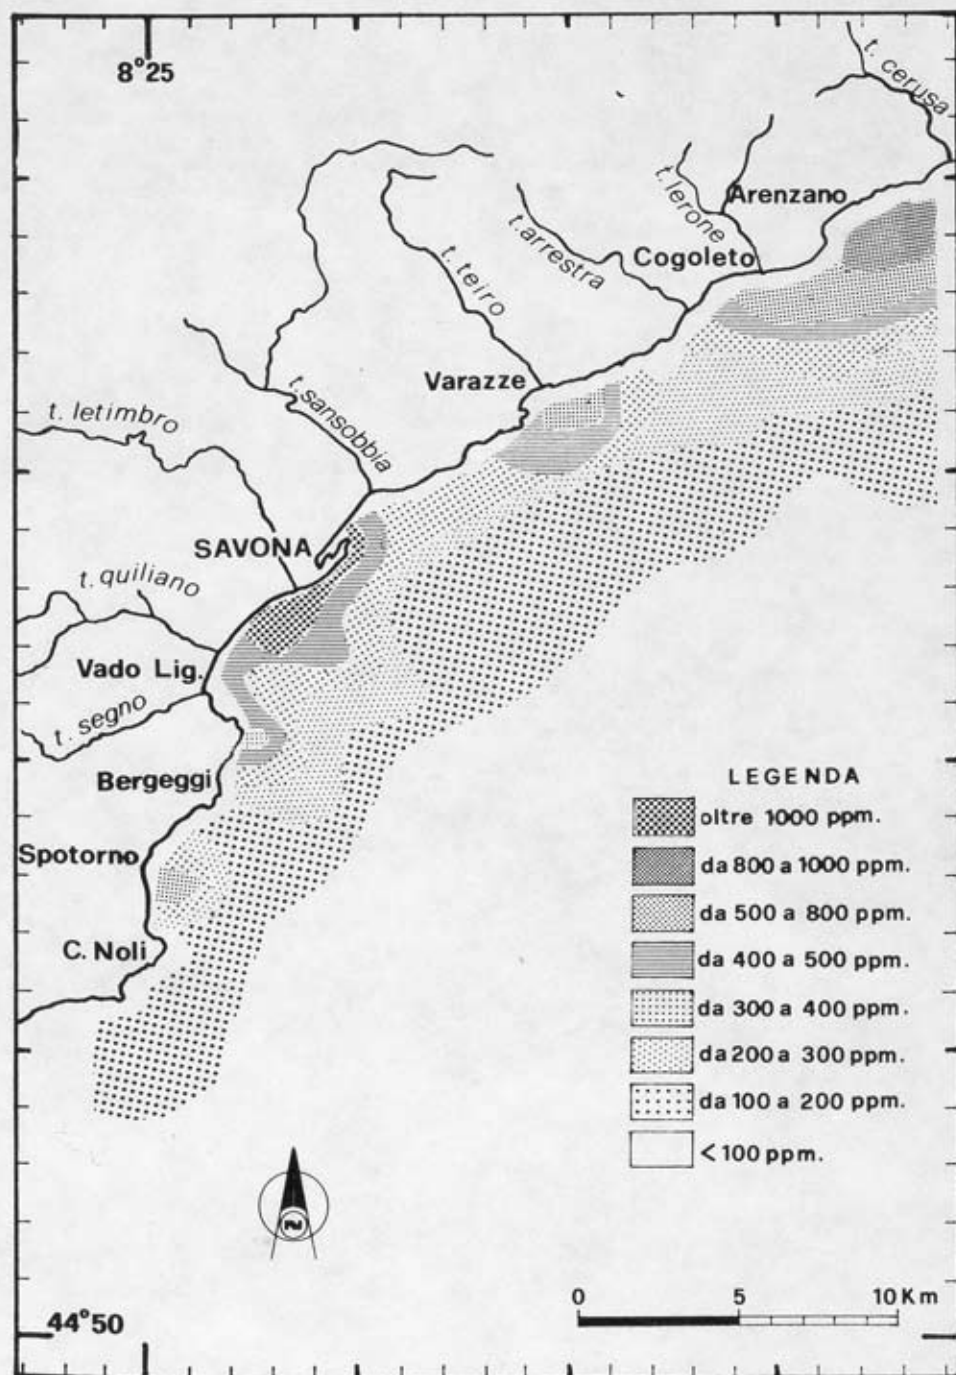 8°25
t. cerusa
t. lerone
Arenzano
t. arrestra
Cogoleto
t. teiro
Varazze
t. sansobbia
t. letimbro
SAVONA
t. quiliano
Vado Lig.
t. segno
Bergeggi
Spotorno
C. Noli
LEGENDA
oltre 1000 ppm.
da 800 a 1000 ppm.
da 500 a 800 ppm.
da 400 a 500 ppm.
da 300 a 400 ppm.
da 200 a 300 ppm.
da 100 a 200 ppm.
< 100 ppm.
0 5 10 Km
44°50